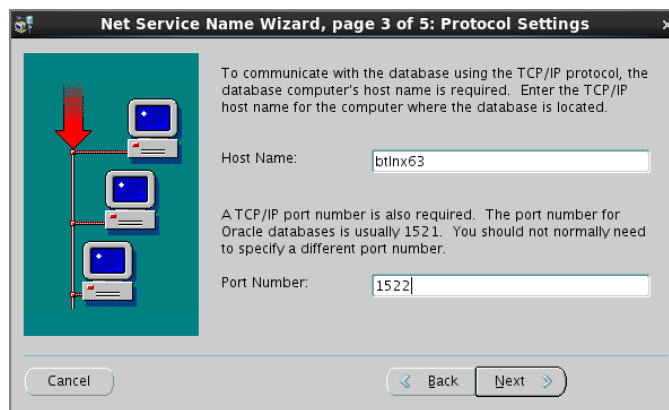 Net Service Name Wizard, page 3 of 5: Protocol Settings
To communicate with the database using the TCP/IP protocol, the
database computer's host name is required. Enter the TCP/IP
host name for the computer where the database is located.
Host Name:
btlnx63
A TCP/IP port number is also required. The port number for
Oracle databases is usually 1521. You should not normally need
to specify a different port number.
Port Number:
1522
Cancel
Back
Next